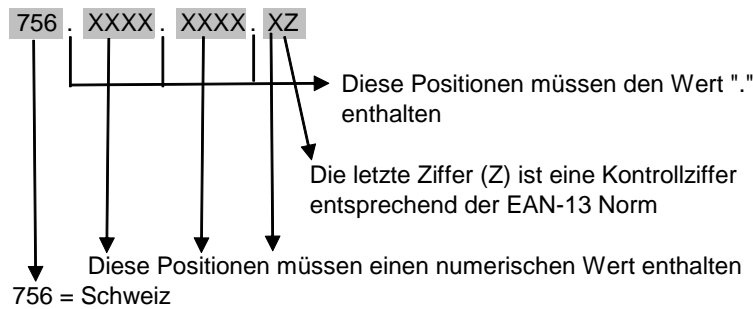 756 . XXXX . XXXX . XZ
Diese Positionen müssen den Wert "."
enthalten
Die letzte Ziffer (Z) ist eine Kontrollziffer
entsprechend der EAN-13 Norm
Diese Positionen müssen einen numerischen Wert enthalten
756 = Schweiz